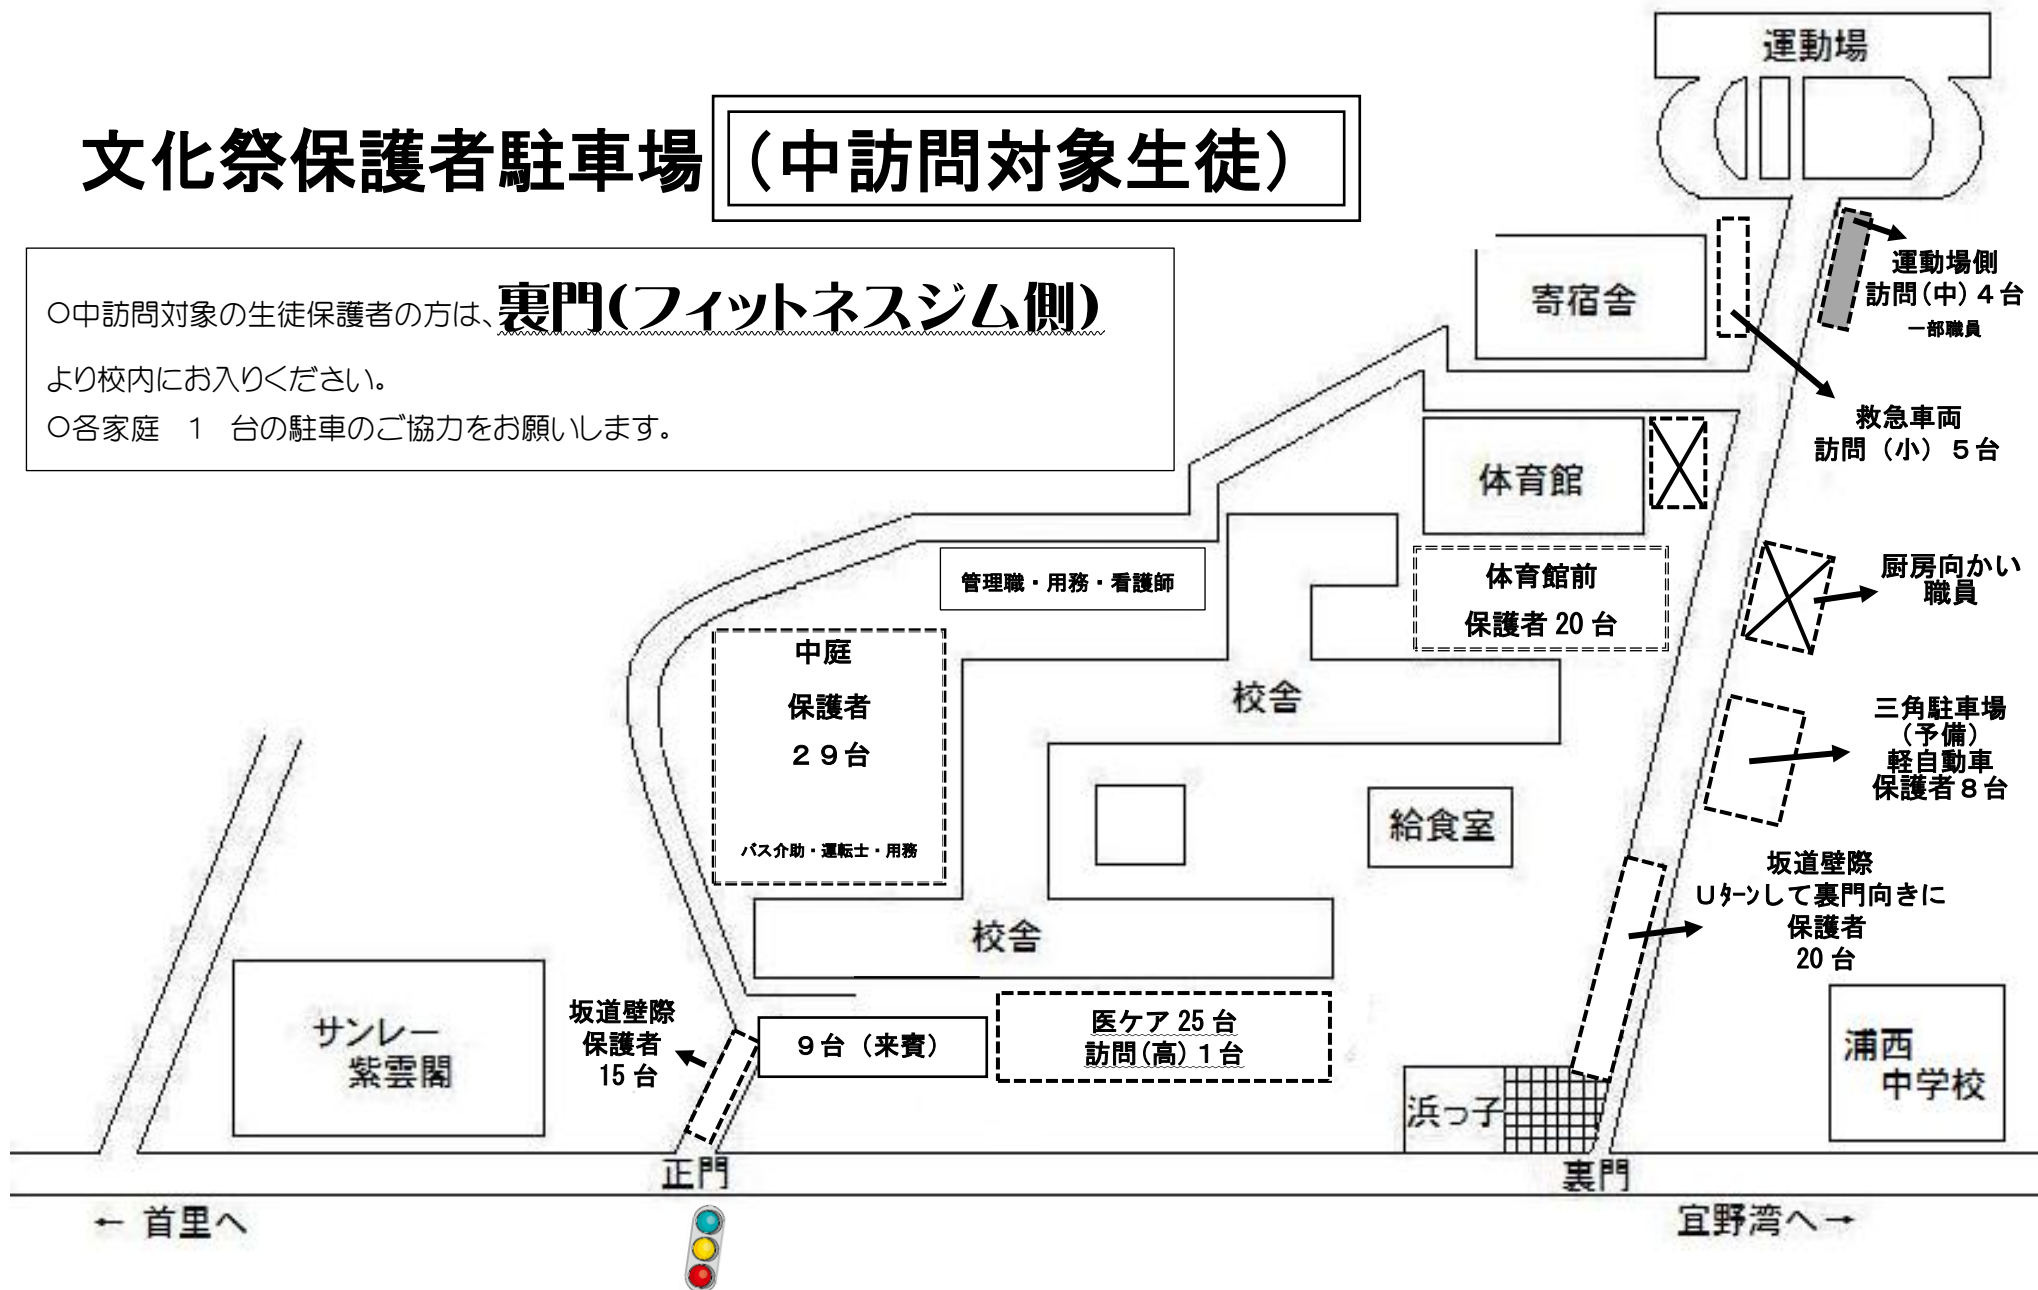 文化祭保護者駐車場（中訪問対象生徒）
○中訪問対象の生徒保護者の方は、裏門(フィットネスジム側)
より校内にお入りください。
○各家庭　1　台の駐車のご協力をお願いします。
運動場
運動場側
訪問(中)４台
一部職員
寄宿舎
救急車両
訪問（小）５台
体育館
管理職・用務・看護師
体育館前
保護者 20 台
厨房向かい
職員
中庭
保護者
２９台
バス介助・運転士・用務
校舎
三角駐車場
(予備)
軽自動車
保護者８台
給食室
坂道壁際
Ｕﾀｰﾝして裏門向きに
保護者
20 台
校舎
サンレー
紫雲閣
坂道壁際
保護者
15 台
９台（来賓）
医ケア 25 台
訪問(高)１台
浜っ子
浦西
中学校
正門
裏門
← 首里へ
宜野湾へ→